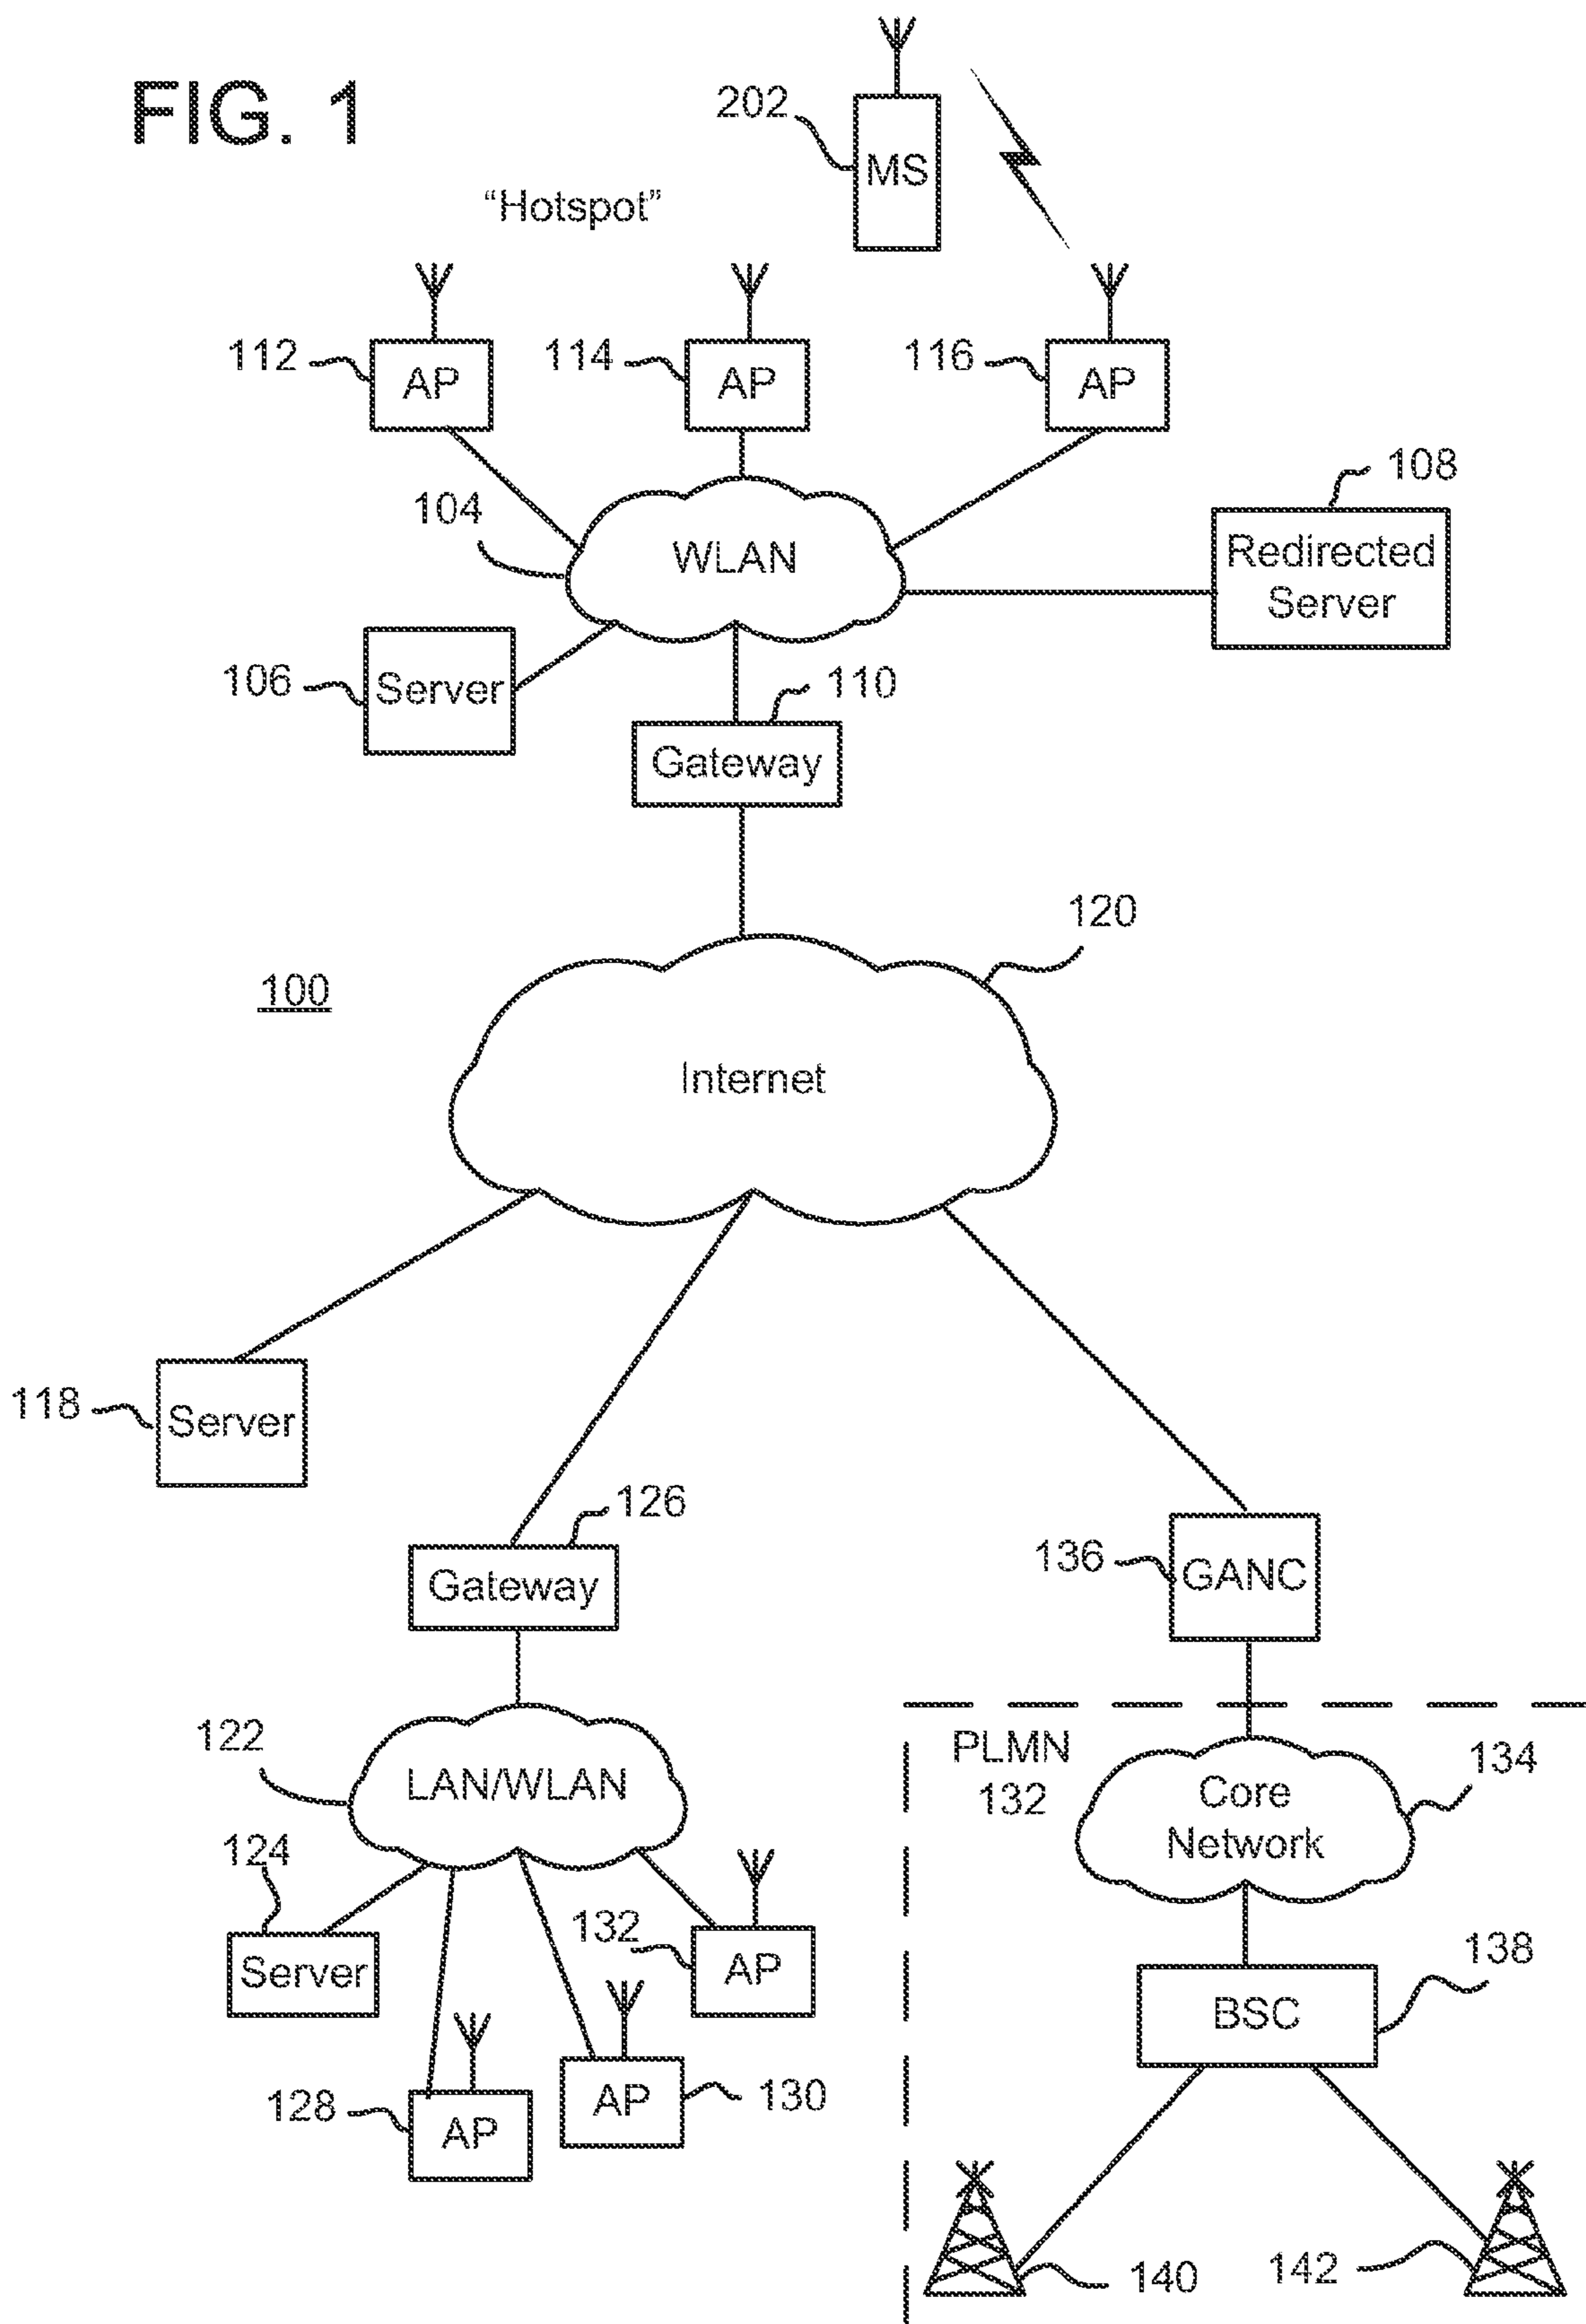 FIG. 1
202
MS
“Hotspot”
112
AP
114
AP
116
AP
104
WLAN
108
Redirected
Server
106
Server
110
Gateway
120
100
Internet
118
Server
126
Gateway
136
GANC
122
LAN/WLAN
PLMN
132
Core
Network
134
124
Server
132
AP
138
BSC
128
AP
AP
130
140
142